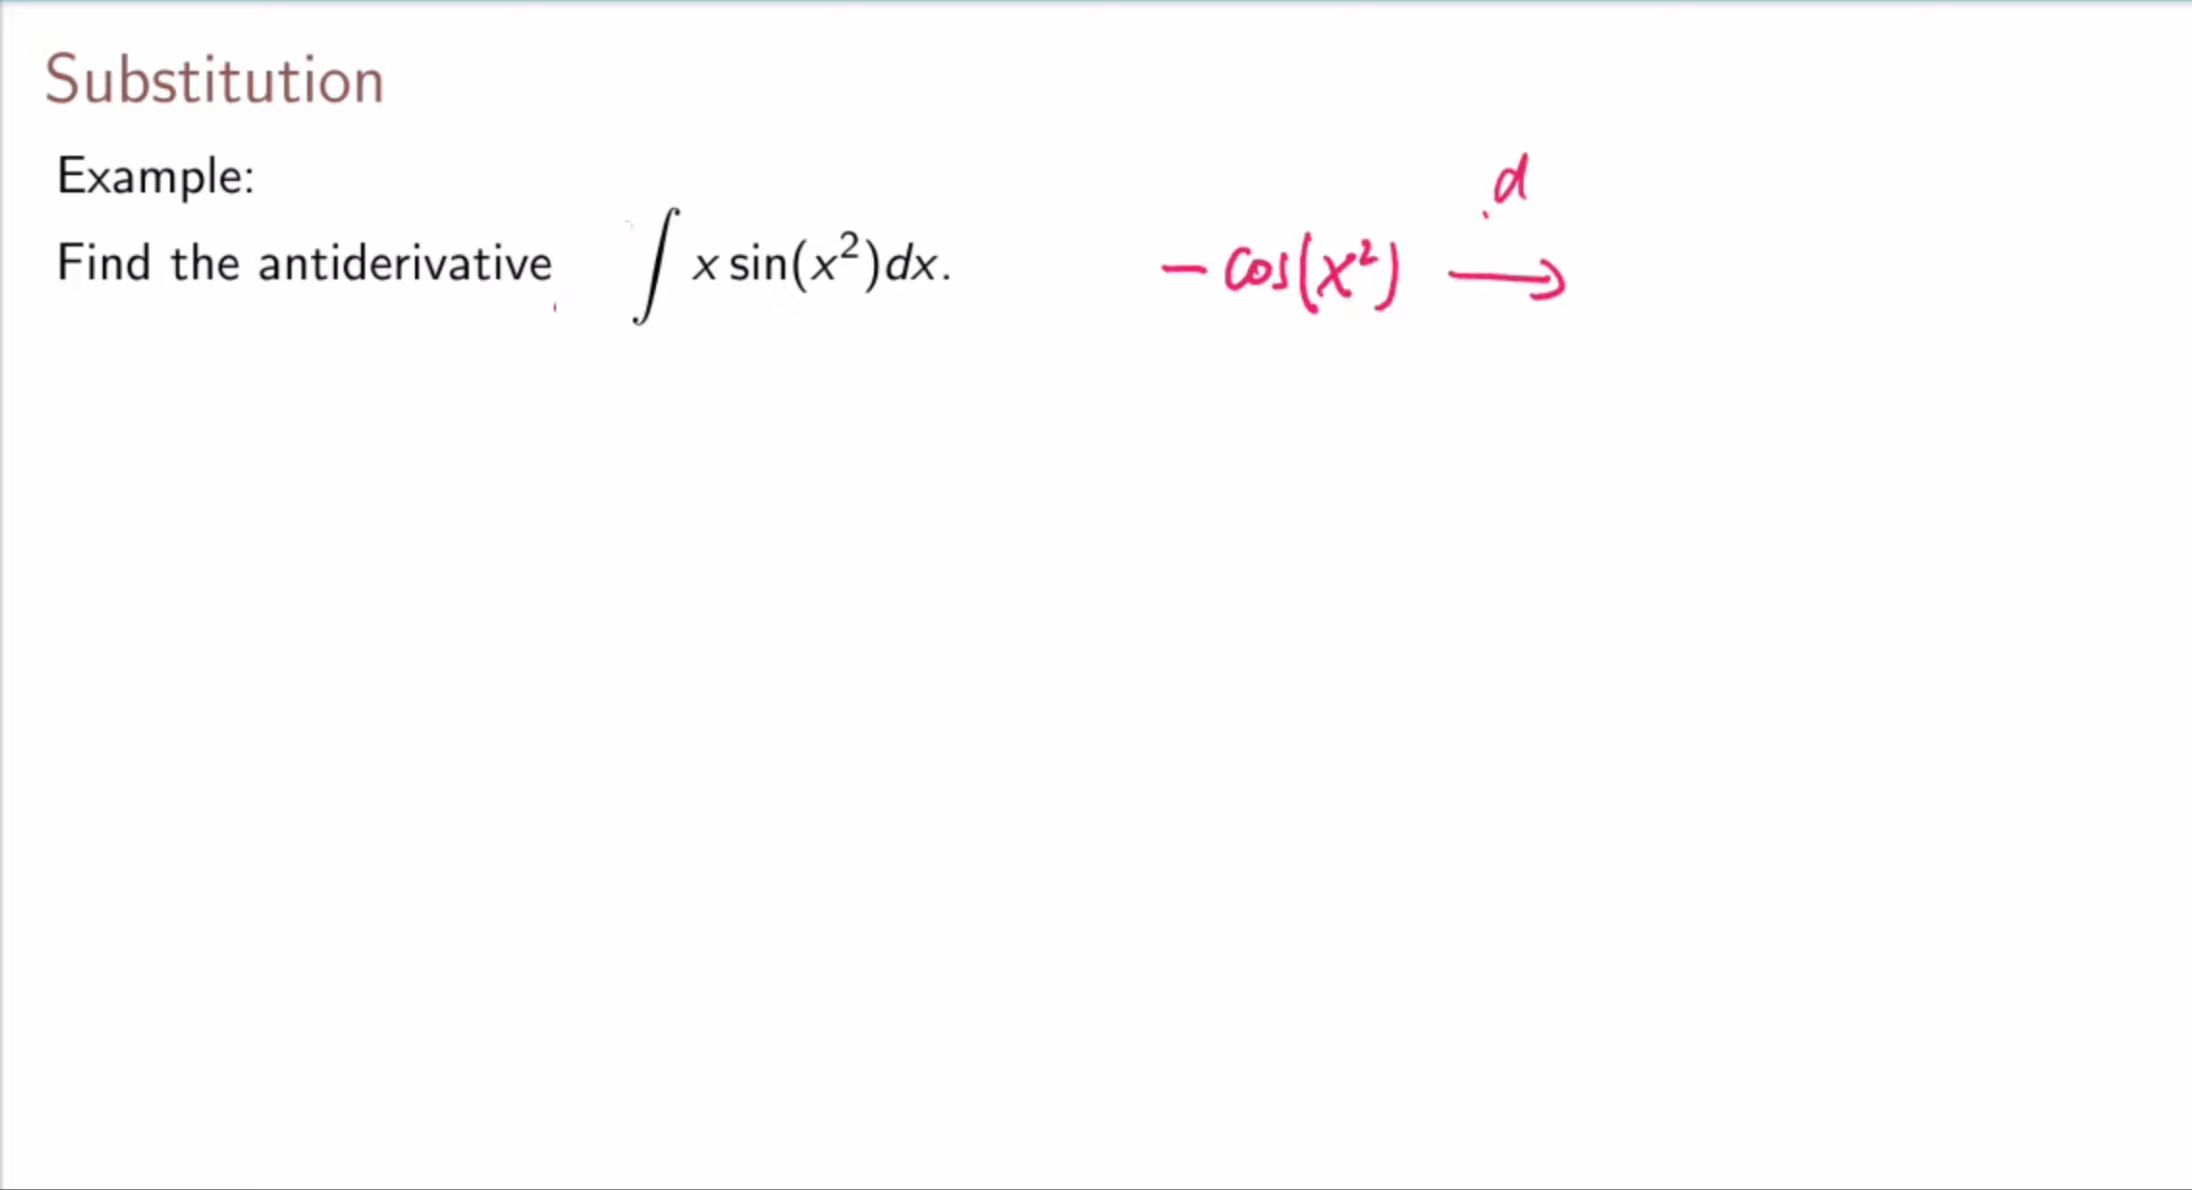 Substitution
Example:
Find the antiderivative ∫ x sin(x²)dx.
− cos(x²) ⟶
d